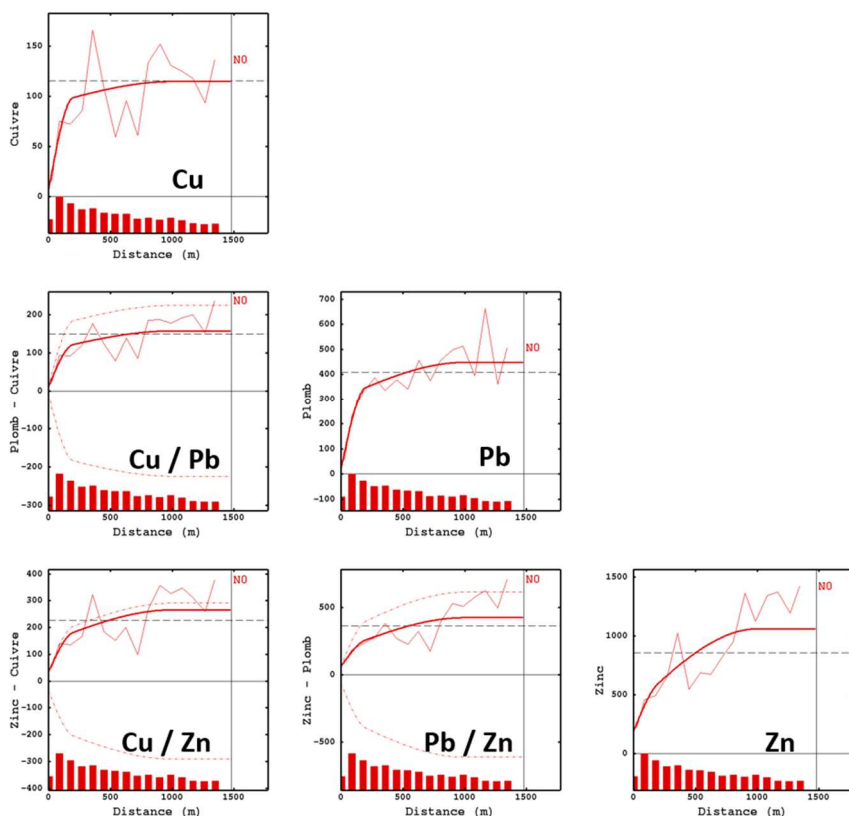 150
100
50
0
Cuivre
NO
Cu
0 500 1000 1500
Distance (m)
200
100
0
-100
-200
-300
Plomb - Cuivre
NO
Cu / Pb
0 500 1000 1500
Distance (m)
700
600
500
400
300
200
100
0
-100
Plomb
NO
Pb
0 500 1000 1500
Distance (m)
400
300
200
100
0
-100
-200
-300
-400
Zinc - Cuivre
NO
Cu / Zn
0 500 1000 1500
Distance (m)
500
0
-500
Zinc - Plomb
NO
Pb / Zn
0 500 1000 1500
Distance (m)
1500
1000
500
0
Zinc
NO
Zn
0 500 1000 1500
Distance (m)